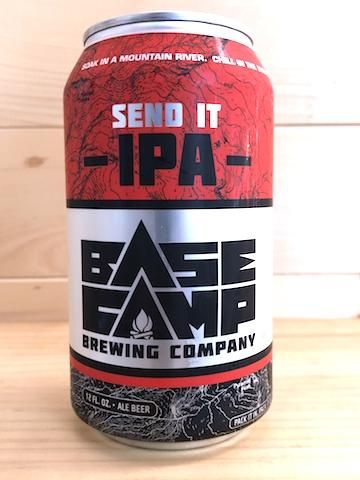 SOAK IN A MOUNTAIN RIVER. CHILL IN THE
SEND IT
-IPA-
BASE
CAMP
BREWING COMPANY
12 FL. OZ. · ALE BEER
PACK IT IN, PACK